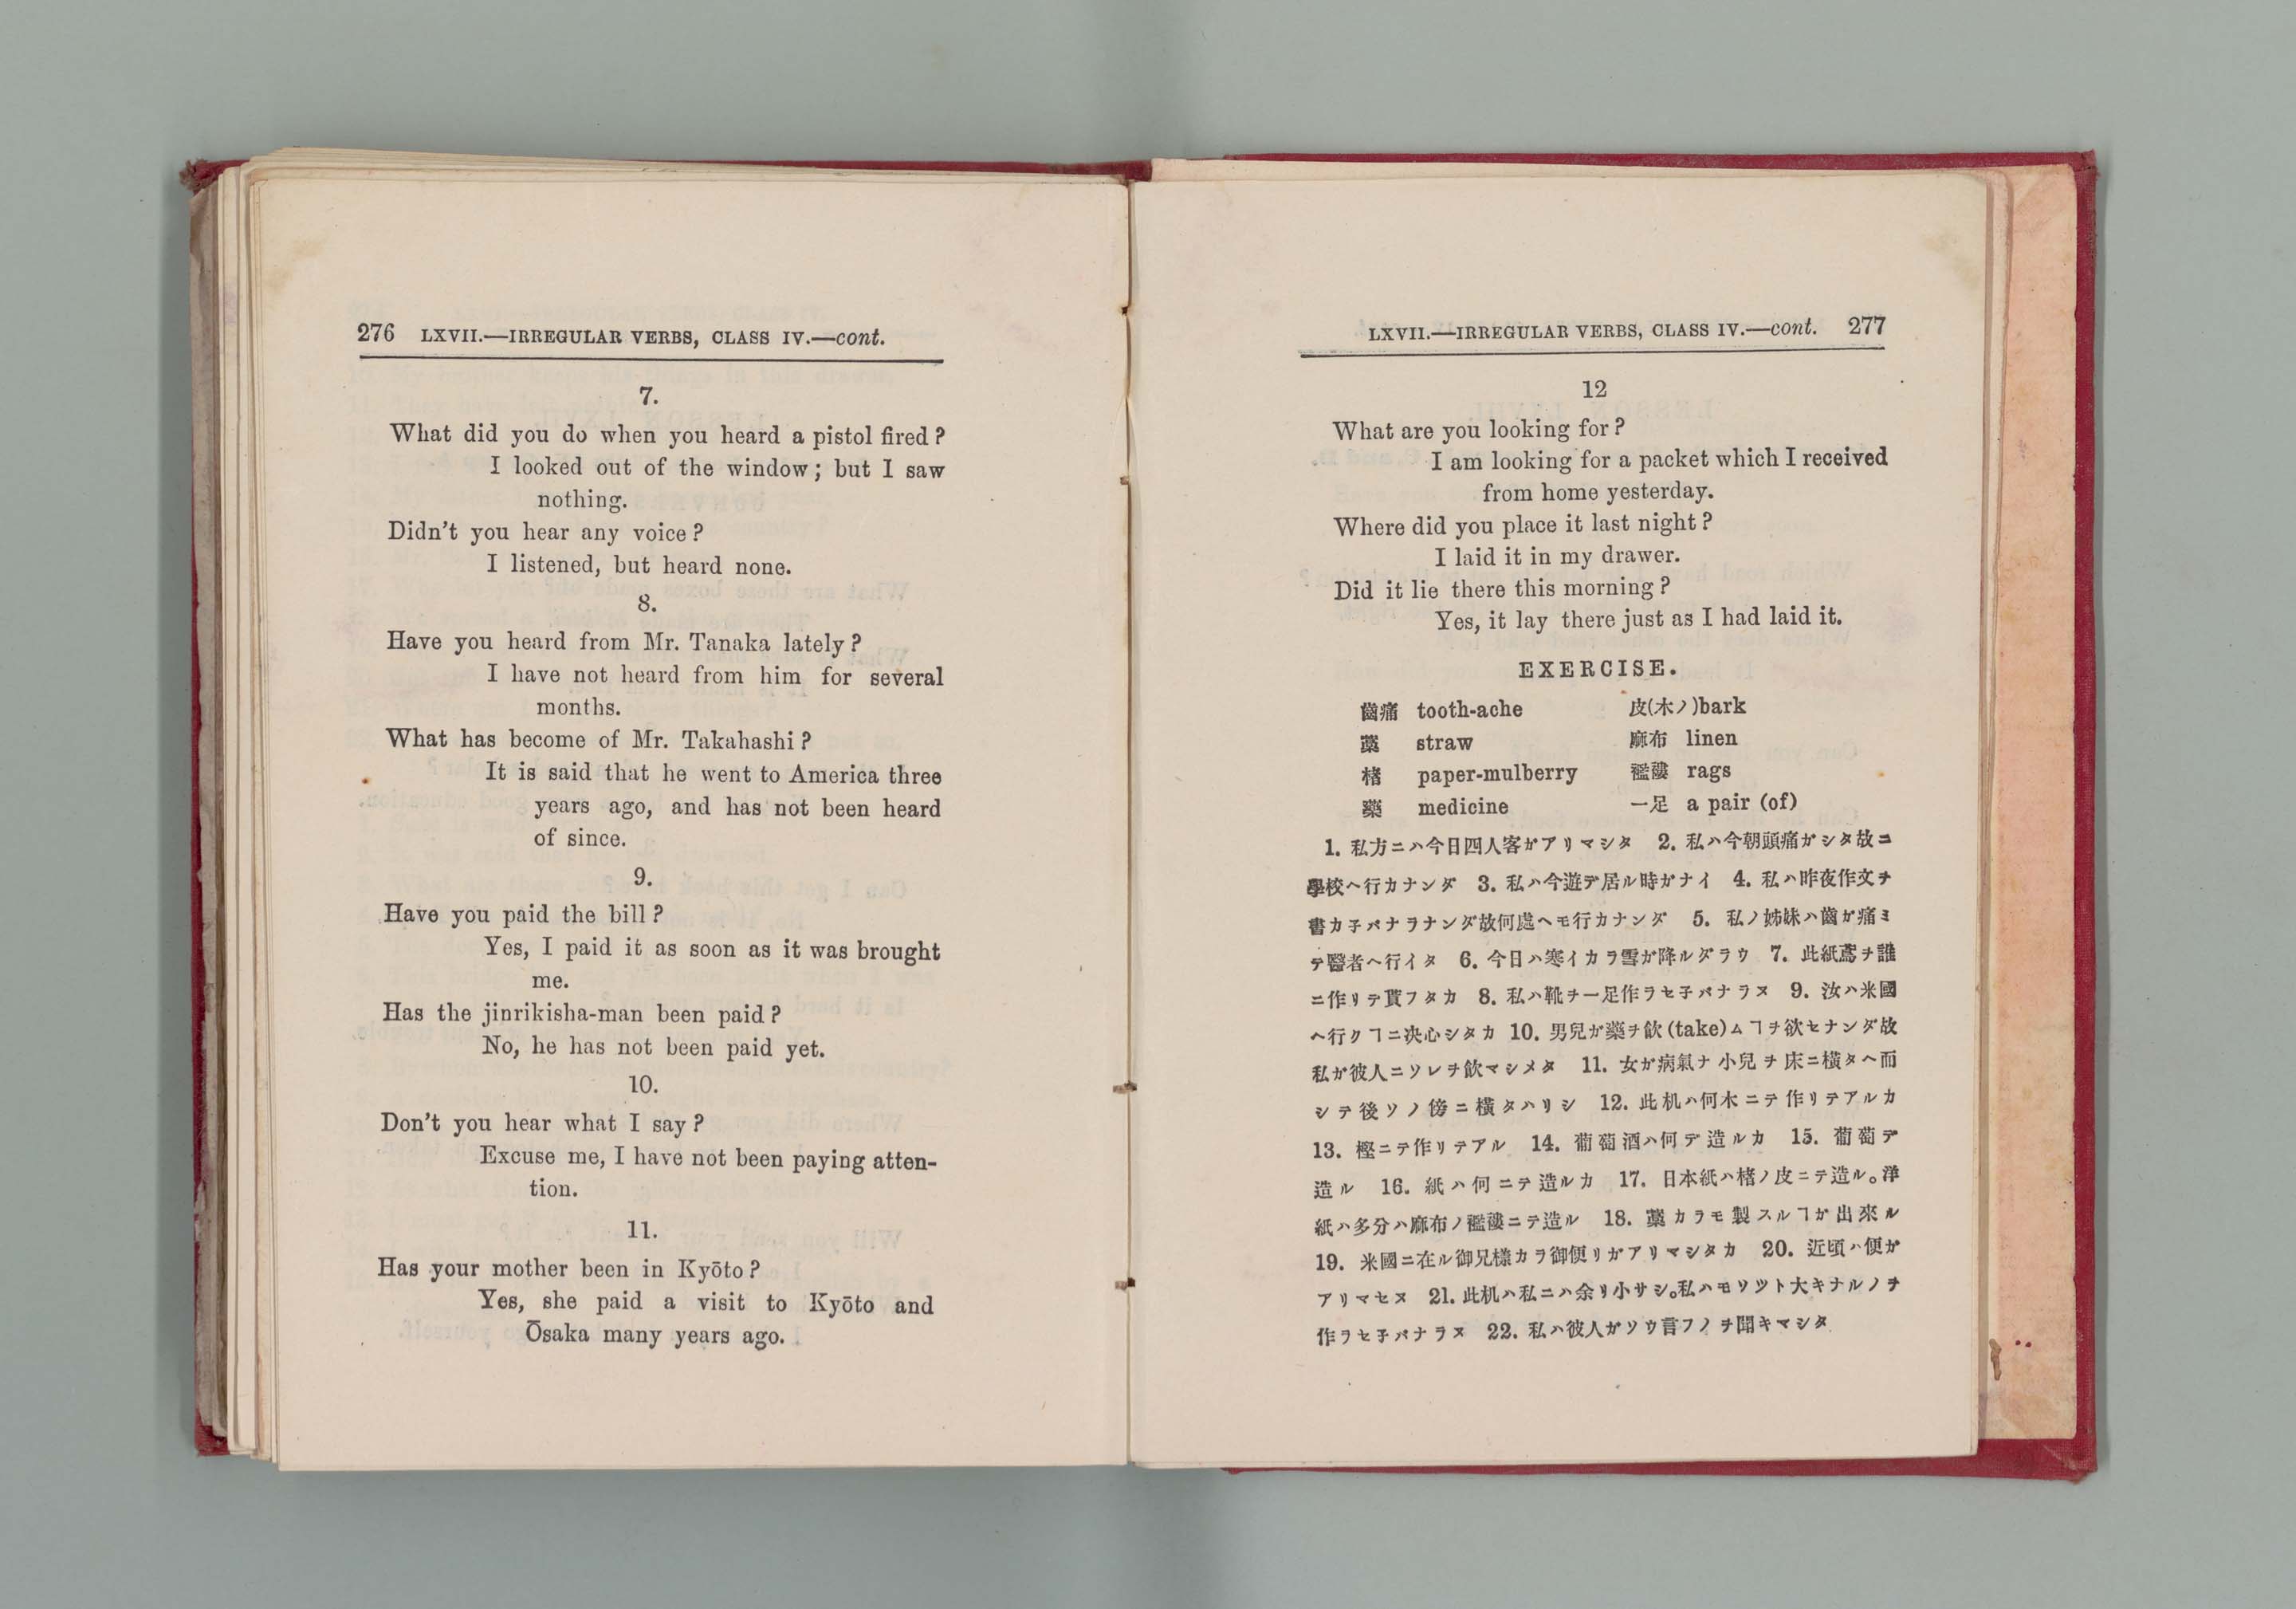 276 LXVII.—IRREGULAR VERBS, CLASS IV.—cont.
7.
What did you do when you heard a pistol fired?
I looked out of the window; but I saw
nothing.
Didn't you hear any voice?
I listened, but heard none.
8.
Have you heard from Mr. Tanaka lately?
I have not heard from him for several
months.
What has become of Mr. Takahashi?
It is said that he went to America three
years ago, and has not been heard
of since.
9.
Have you paid the bill?
Yes, I paid it as soon as it was brought
me.
Has the jinrikisha-man been paid?
No, he has not been paid yet.
10.
Don't you hear what I say?
Excuse me, I have not been paying atten-
tion.
11.
Has your mother been in Kyōto?
Yes, she paid a visit to Kyōto and
Ōsaka many years ago.
LXVII.—IRREGULAR VERBS, CLASS IV.—cont. 277
12
What are you looking for?
I am looking for a packet which I received
from home yesterday.
Where did you place it last night?
I laid it in my drawer.
Did it lie there this morning?
Yes, it lay there just as I had laid it.
EXERCISE.
齒痛 tooth-ache 皮(木ノ)bark
藁 straw 麻布 linen
楮 paper-mulberry 襤褸 rags
藥 medicine 一足 a pair (of)
1. 私方ニハ今日四人客ガアリマシタ 2. 私ハ今朝頭痛ガシタ故ニ
學校ヘ行カナンダ 3. 私ハ今遊デ居ル時ガナイ 4. 私ハ昨夜作文ヲ
書カ子バナラナンダ故何處ヘモ行カナンダ 5. 私ノ姉妹ハ齒ガ痛ミ
テ醫者ヘ行イタ 6. 今日ハ寒イカラ雪ガ降ルダラウ 7. 此紙鳶ヲ誰
ニ作リテ貰フタカ 8. 私ハ靴ヲ一足作ラセ子バナラヌ 9. 汝ハ米國
ヘ行クヿニ决心シタカ 10. 男兒ガ藥ヲ飲(take)ムヿヲ欲セナンダ故
私ガ彼人ニソレヲ飲マシメタ 11. 女ガ病氣ナ小兒ヲ床ニ横タヘ而
シテ後ソノ傍ニ横タハリシ 12. 此机ハ何木ニテ作リテアルカ
13. 樫ニテ作リテアル 14. 葡萄酒ハ何デ造ルカ 15. 葡萄デ
造ル 16. 紙ハ何ニテ造ルカ 17. 日本紙ハ楮ノ皮ニテ造ル。洋
紙ハ多分ハ麻布ノ襤褸ニテ造ル 18. 藁カラモ製スルヿガ出來ル
19. 米國ニ在ル御兄樣カラ御便リガアリマシタカ 20. 近頃ハ便ガ
アリマセヌ 21. 此机ハ私ニハ余リ小サシ。私ハモソツト大キナルノヲ
作ラセ子バナラヌ 22. 私ハ彼人ガソウ言フノヲ聞キマシタ